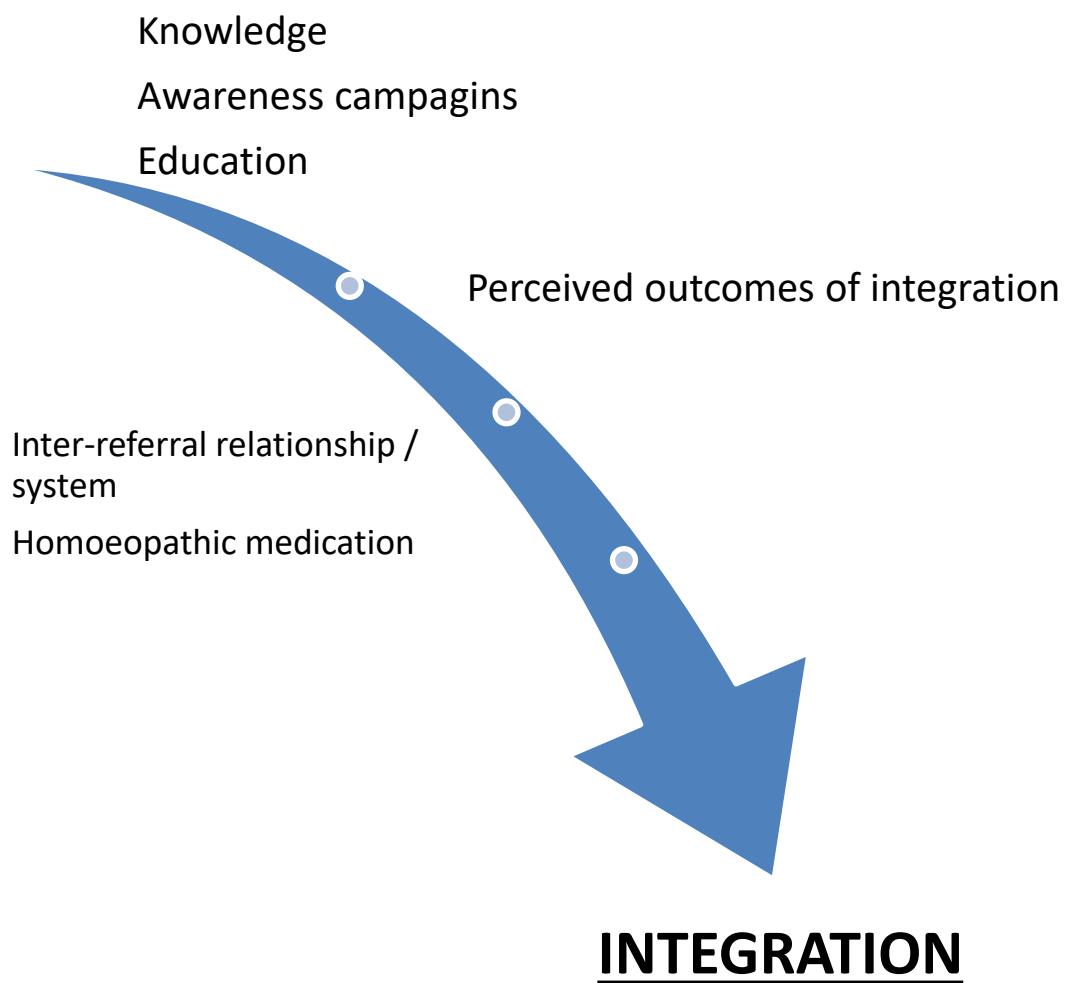 Knowledge
Awareness campagins
Education
Perceived outcomes of integration
Inter-referral relationship /
system
Homoeopathic medication
INTEGRATION